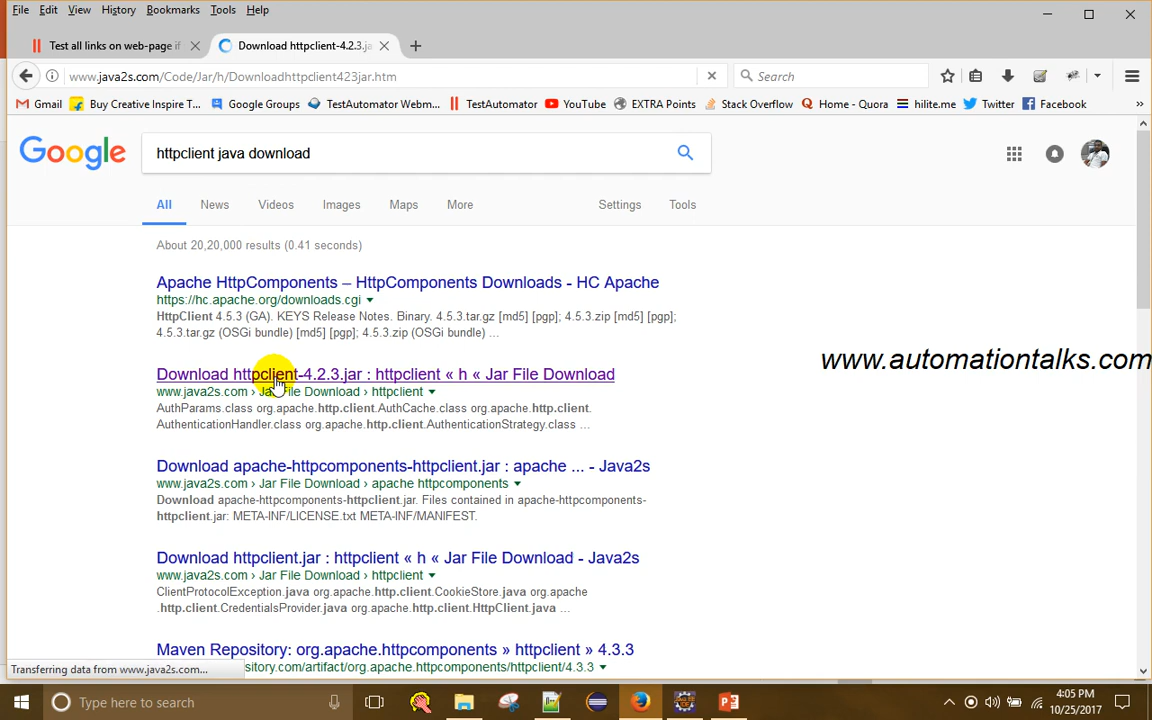 File Edit View History Bookmarks Tools Help
Test all links on web-page if
Download httpclient-4.2.3.ja
www.java2s.com/Code/Jar/h/Downloadhttpclient423jar.htm
Search
Gmail
Buy Creative Inspire T...
Google Groups
TestAutomator Webm...
TestAutomator
YouTube
EXTRA Points
Stack Overflow
Home - Quora
hilite.me
Twitter
Facebook
Google
httpclient java download
All News Videos Images Maps More Settings Tools
About 20,20,000 results (0.41 seconds)
Apache HttpComponents – HttpComponents Downloads - HC Apache
https://hc.apache.org/downloads.cgi
HttpClient 4.5.3 (GA). KEYS Release Notes. Binary. 4.5.3.tar.gz [md5] [pgp]; 4.5.3.zip [md5] [pgp];
4.5.3.tar.gz (OSGi bundle) [md5] [pgp]; 4.5.3.zip (OSGi bundle) ...
Download httpclient-4.2.3.jar : httpclient « h « Jar File Download
www.java2s.com › Jar File Download › httpclient
AuthParams.class org.apache.http.client.AuthCache.class org.apache.http.client.
AuthenticationHandler.class org.apache.http.client.AuthenticationStrategy.class ...
www.automationtalks.com
Download apache-httpcomponents-httpclient.jar : apache ... - Java2s
www.java2s.com › Jar File Download › apache httpcomponents
Download apache-httpcomponents-httpclient.jar. Files contained in apache-httpcomponents-
httpclient.jar: META-INF/LICENSE.txt META-INF/MANIFEST.
Download httpclient.jar : httpclient « h « Jar File Download - Java2s
www.java2s.com › Jar File Download › httpclient
ClientProtocolException.java org.apache.http.client.CookieStore.java org.apache
.http.client.CredentialsProvider.java org.apache.http.client.HttpClient.java ...
Maven Repository: org.apache.httpcomponents » httpclient » 4.3.3
sitory.com/artifact/org.apache.httpcomponents/httpclient/4.3.3
Transferring data from www.java2s.com...
Type here to search
4:05 PM
10/25/2017